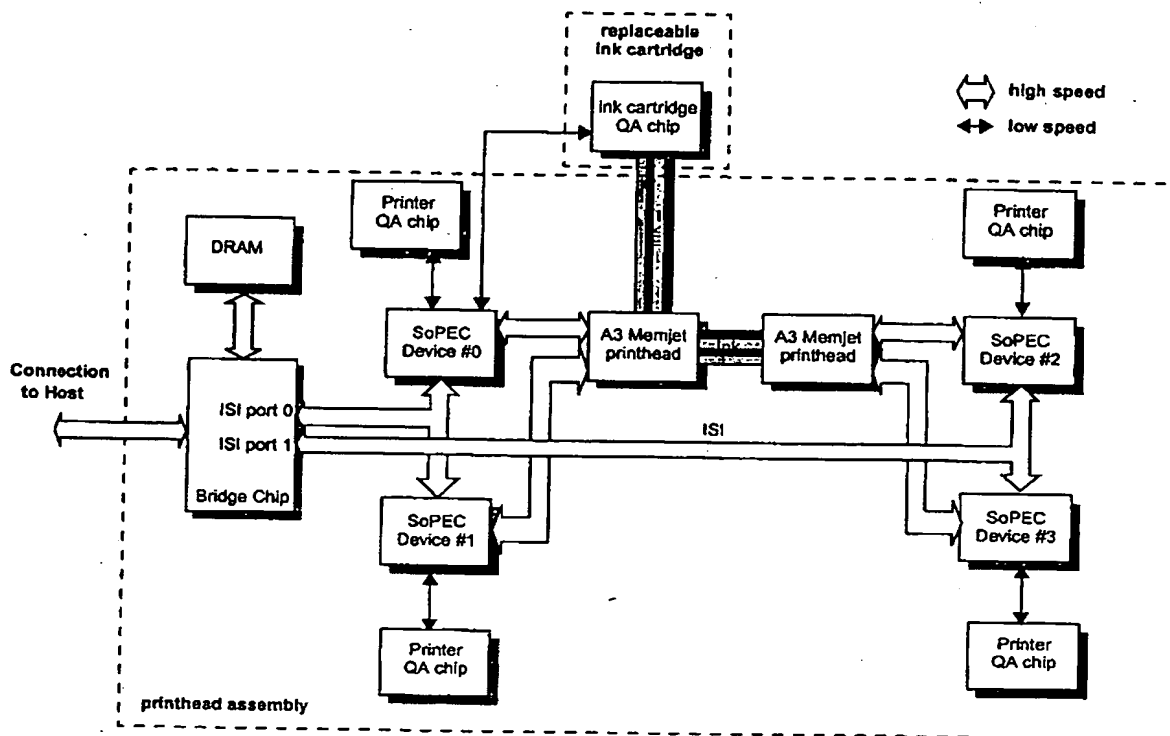 replaceable
ink cartridge
ink cartridge
QA chip
high speed
low speed
Printer
QA chip
Printer
QA chip
DRAM
Ink
SoPEC
Device #0
A3 Memjet
printhead
Ink
A3 Memjet
printhead
SoPEC
Device #2
Connection
to Host
ISI port 0
ISI port 1
Bridge Chip
ISI
SoPEC
Device #1
SoPEC
Device #3
Printer
QA chip
Printer
QA chip
printhead assembly